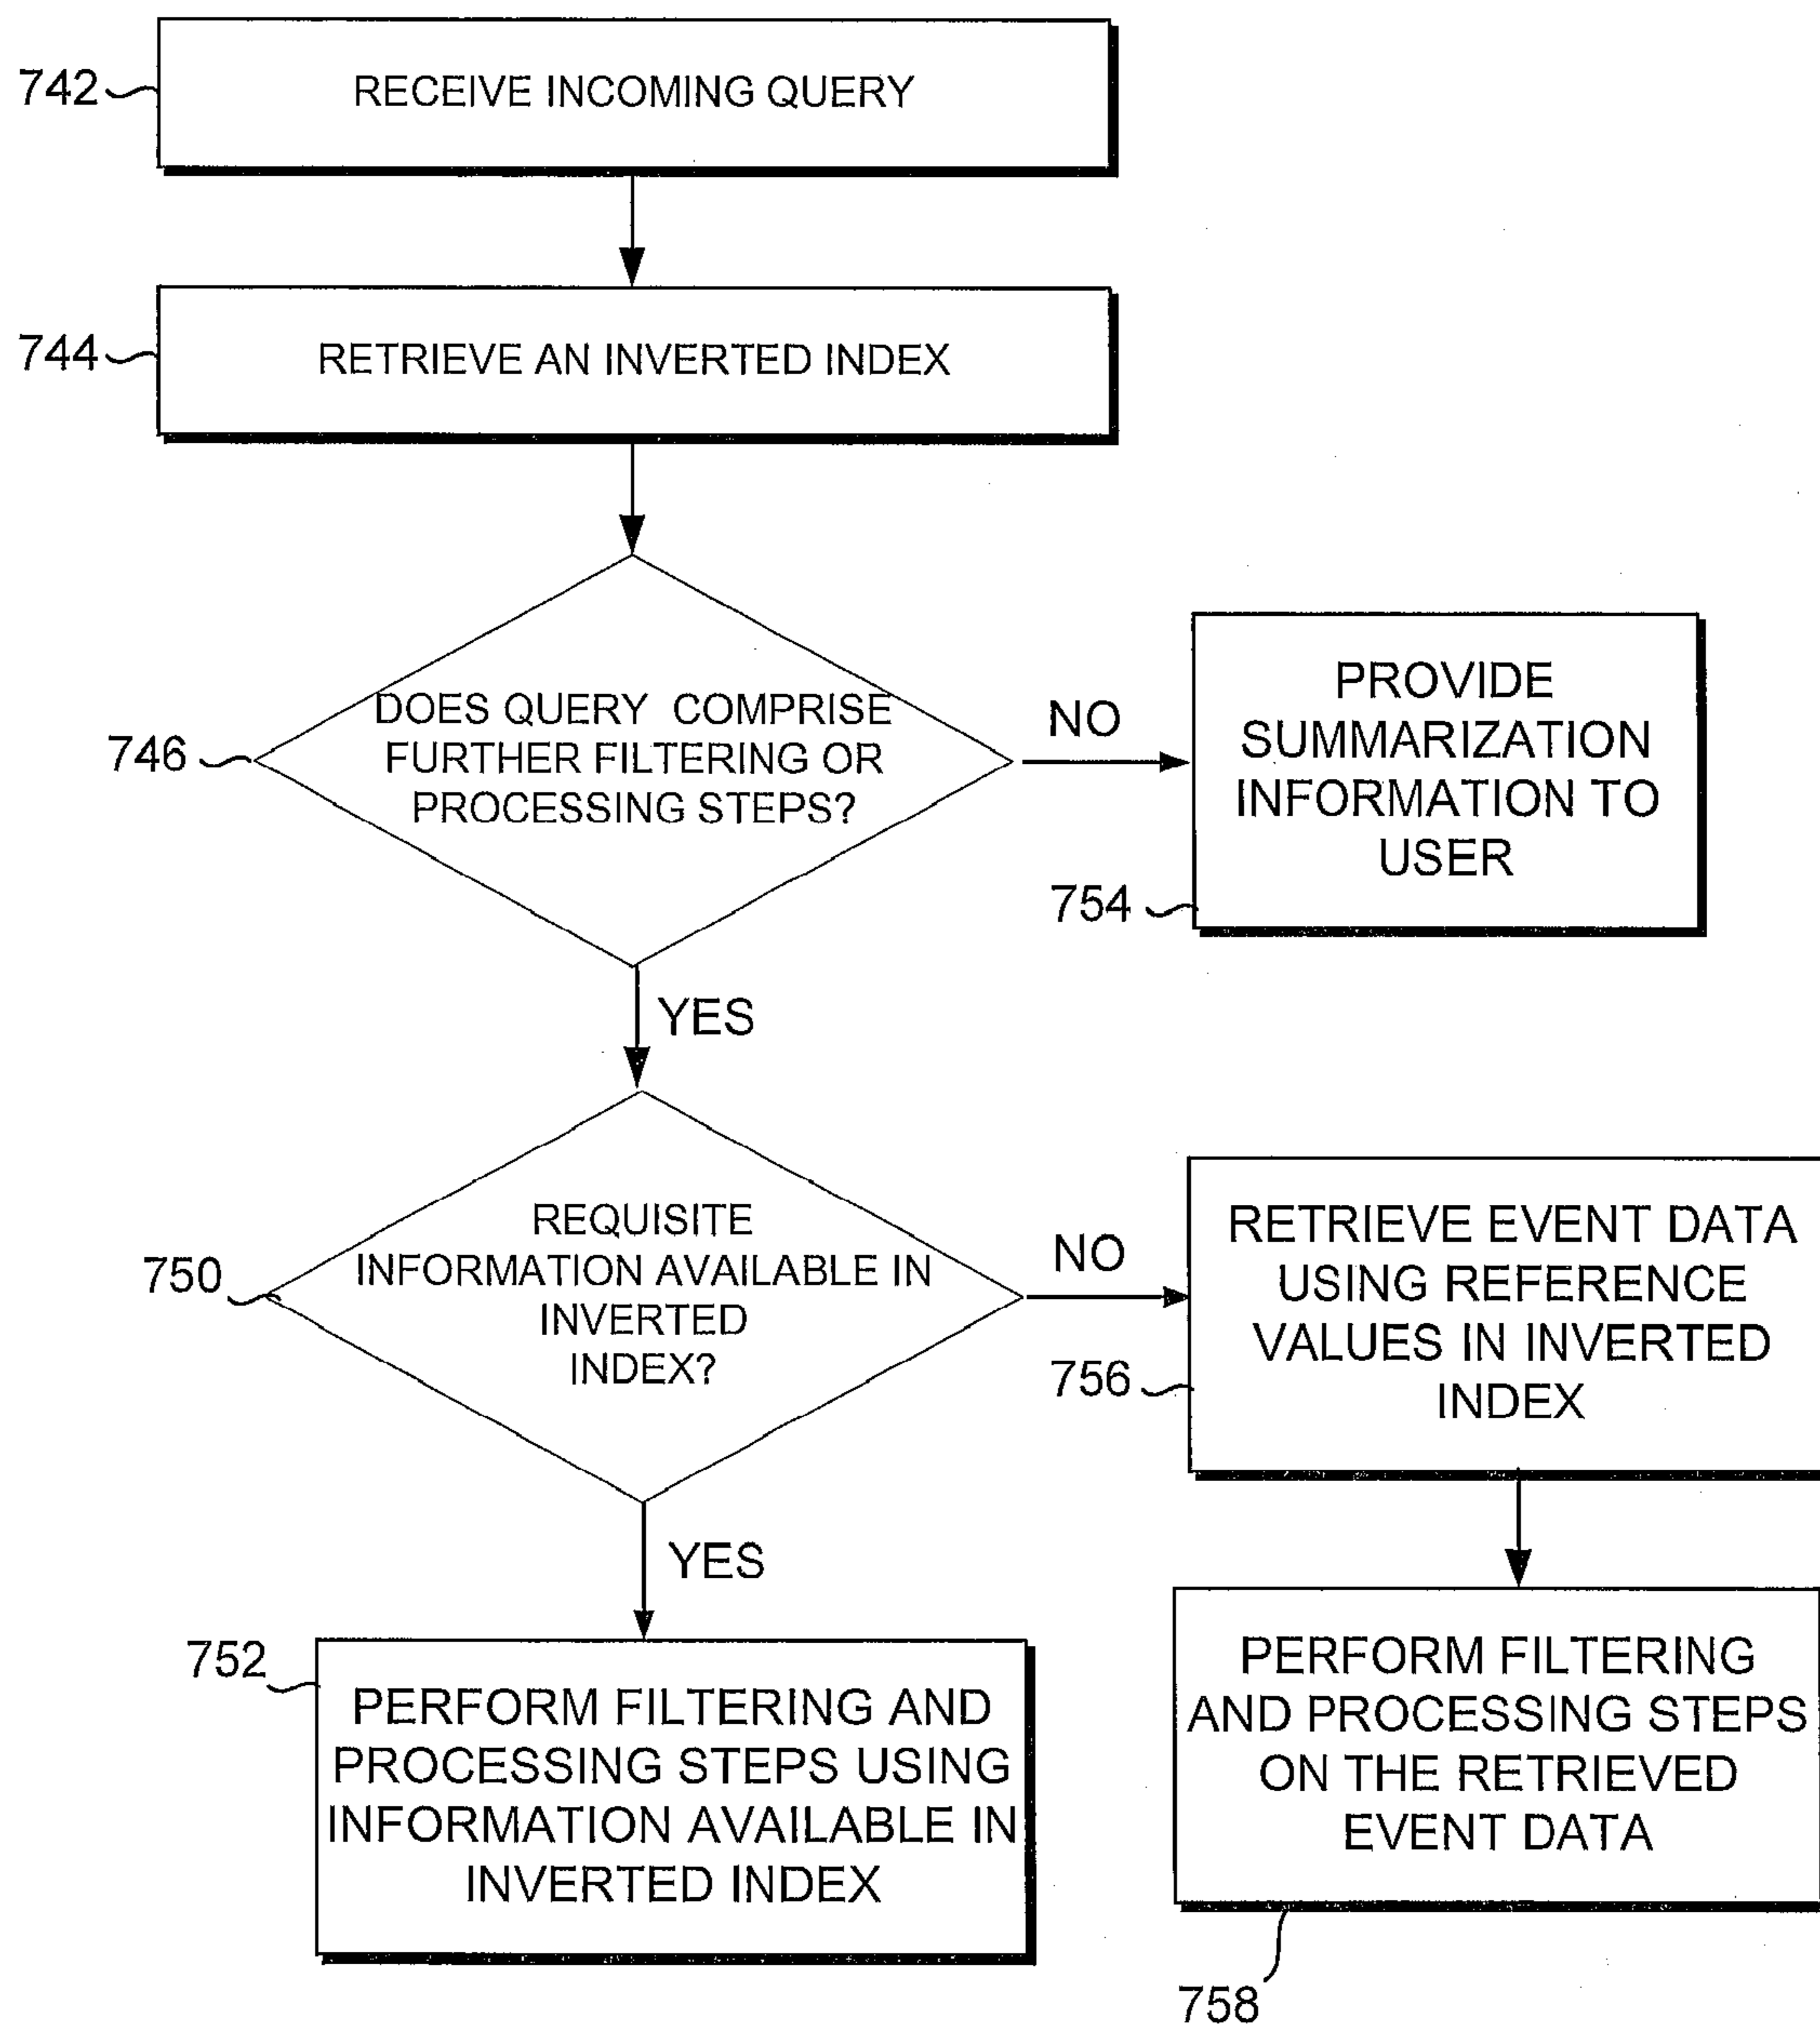 742
RECEIVE INCOMING QUERY
744
RETRIEVE AN INVERTED INDEX
746
DOES QUERY COMPRISE
FURTHER FILTERING OR
PROCESSING STEPS?
NO
PROVIDE
SUMMARIZATION
INFORMATION TO
USER
754
YES
750
REQUISITE
INFORMATION AVAILABLE IN
INVERTED
INDEX?
NO
RETRIEVE EVENT DATA
USING REFERENCE
VALUES IN INVERTED
INDEX
756
YES
752
PERFORM FILTERING AND
PROCESSING STEPS USING
INFORMATION AVAILABLE IN
INVERTED INDEX
PERFORM FILTERING
AND PROCESSING STEPS
ON THE RETRIEVED
EVENT DATA
758